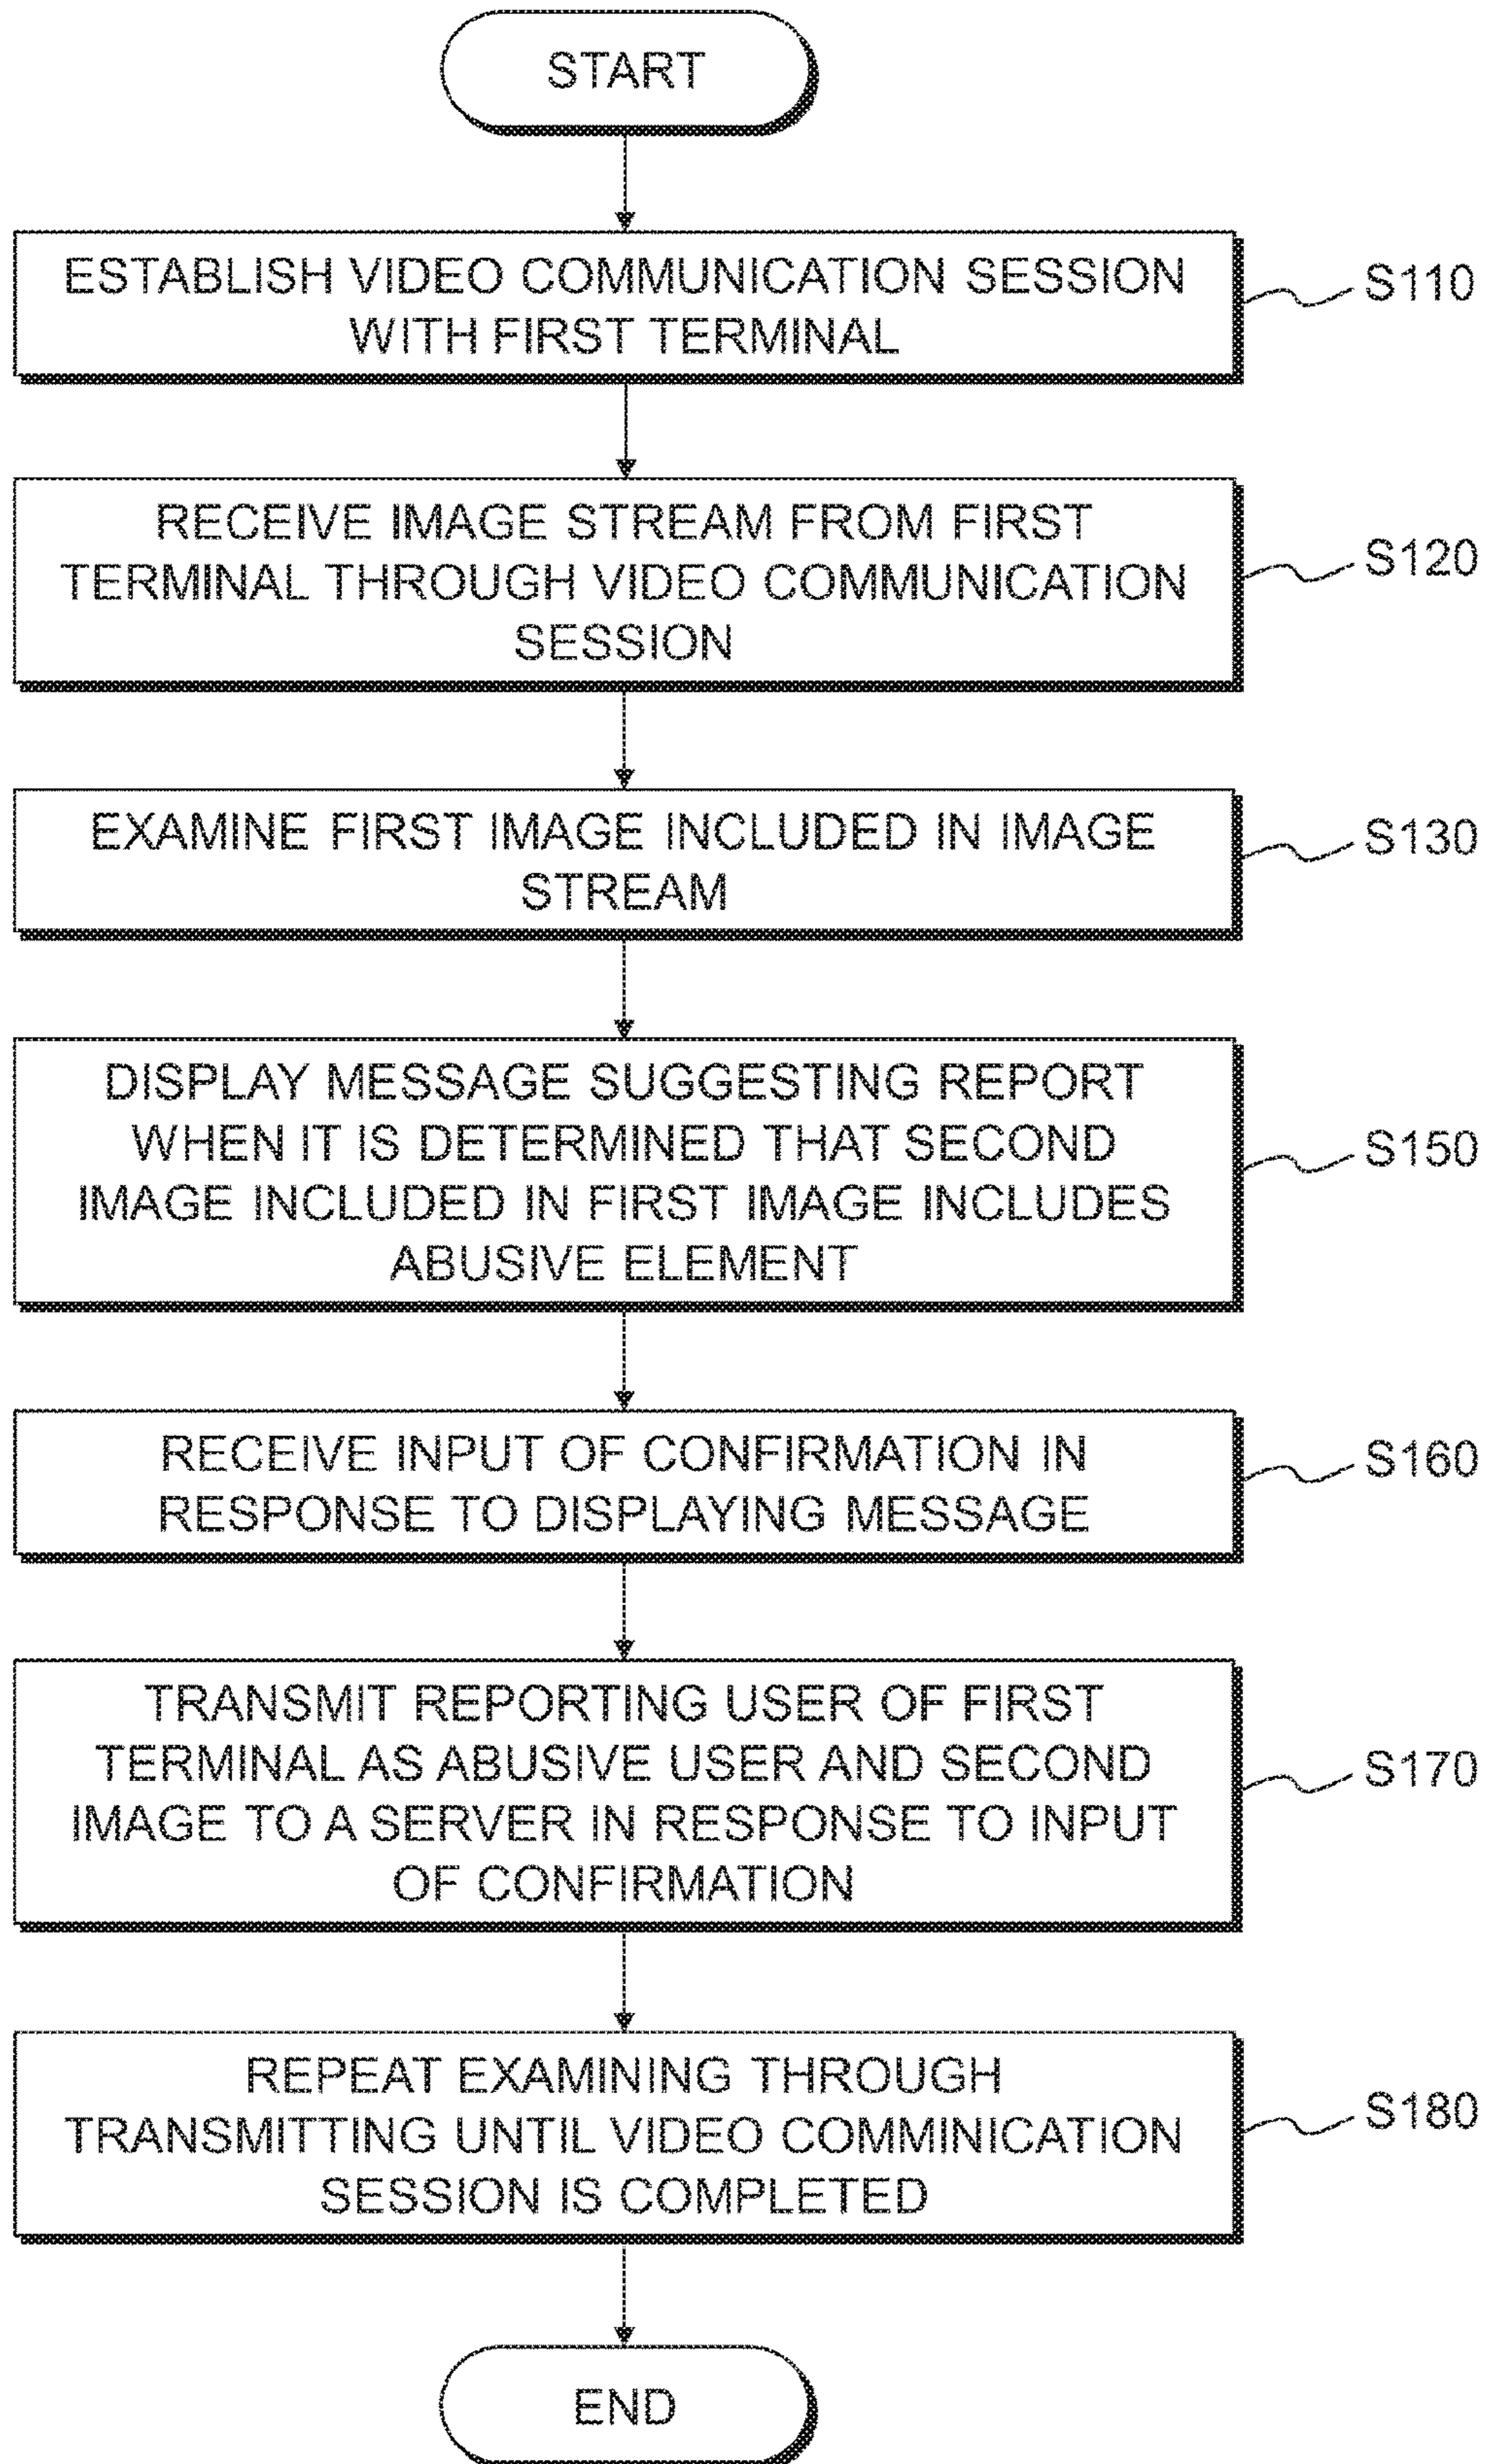 START
ESTABLISH VIDEO COMMUNICATION SESSION
WITH FIRST TERMINAL
S110
RECEIVE IMAGE STREAM FROM FIRST
TERMINAL THROUGH VIDEO COMMUNICATION
SESSION
S120
EXAMINE FIRST IMAGE INCLUDED IN IMAGE
STREAM
S130
DISPLAY MESSAGE SUGGESTING REPORT
WHEN IT IS DETERMINED THAT SECOND
IMAGE INCLUDED IN FIRST IMAGE INCLUDES
ABUSIVE ELEMENT
S150
RECEIVE INPUT OF CONFIRMATION IN
RESPONSE TO DISPLAYING MESSAGE
S160
TRANSMIT REPORTING USER OF FIRST
TERMINAL AS ABUSIVE USER AND SECOND
IMAGE TO A SERVER IN RESPONSE TO INPUT
OF CONFIRMATION
S170
REPEAT EXAMINING THROUGH
TRANSMITTING UNTIL VIDEO COMMINICATION
SESSION IS COMPLETED
S180
END